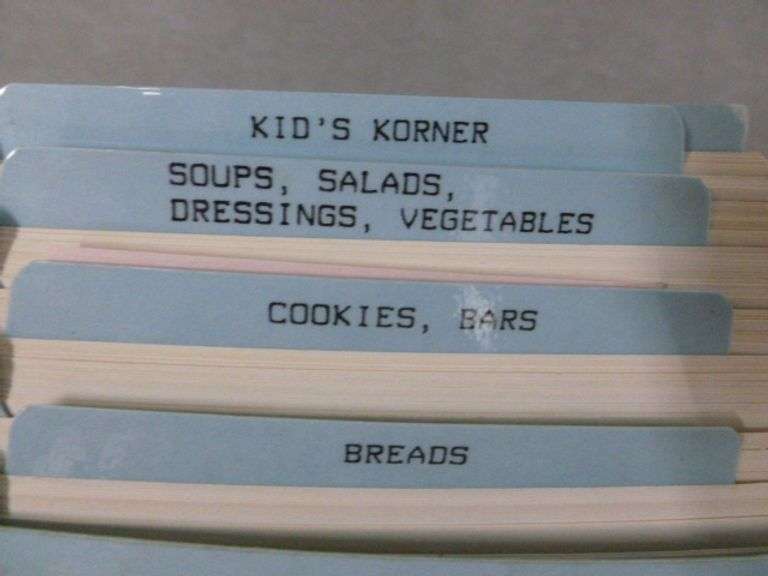 KID'S KORNER
SOUPS, SALADS,
DRESSINGS, VEGETABLES
COOKIES, BARS
BREADS